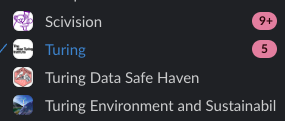 Scivision 9+
Turing 5
Turing Data Safe Haven
Turing Environment and Sustainabil